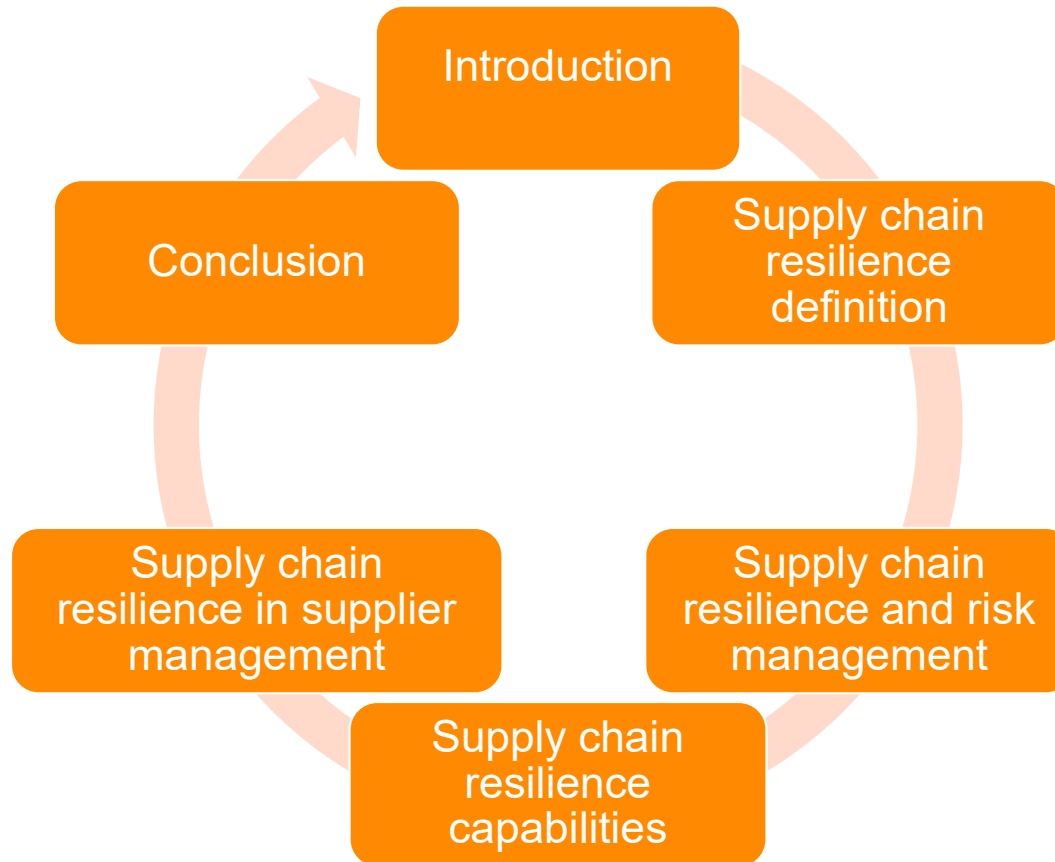 Introduction
Supply chain
resilience
definition
Supply chain
resilience and risk
management
Supply chain
resilience
capabilities
Supply chain
resilience in supplier
management
Conclusion